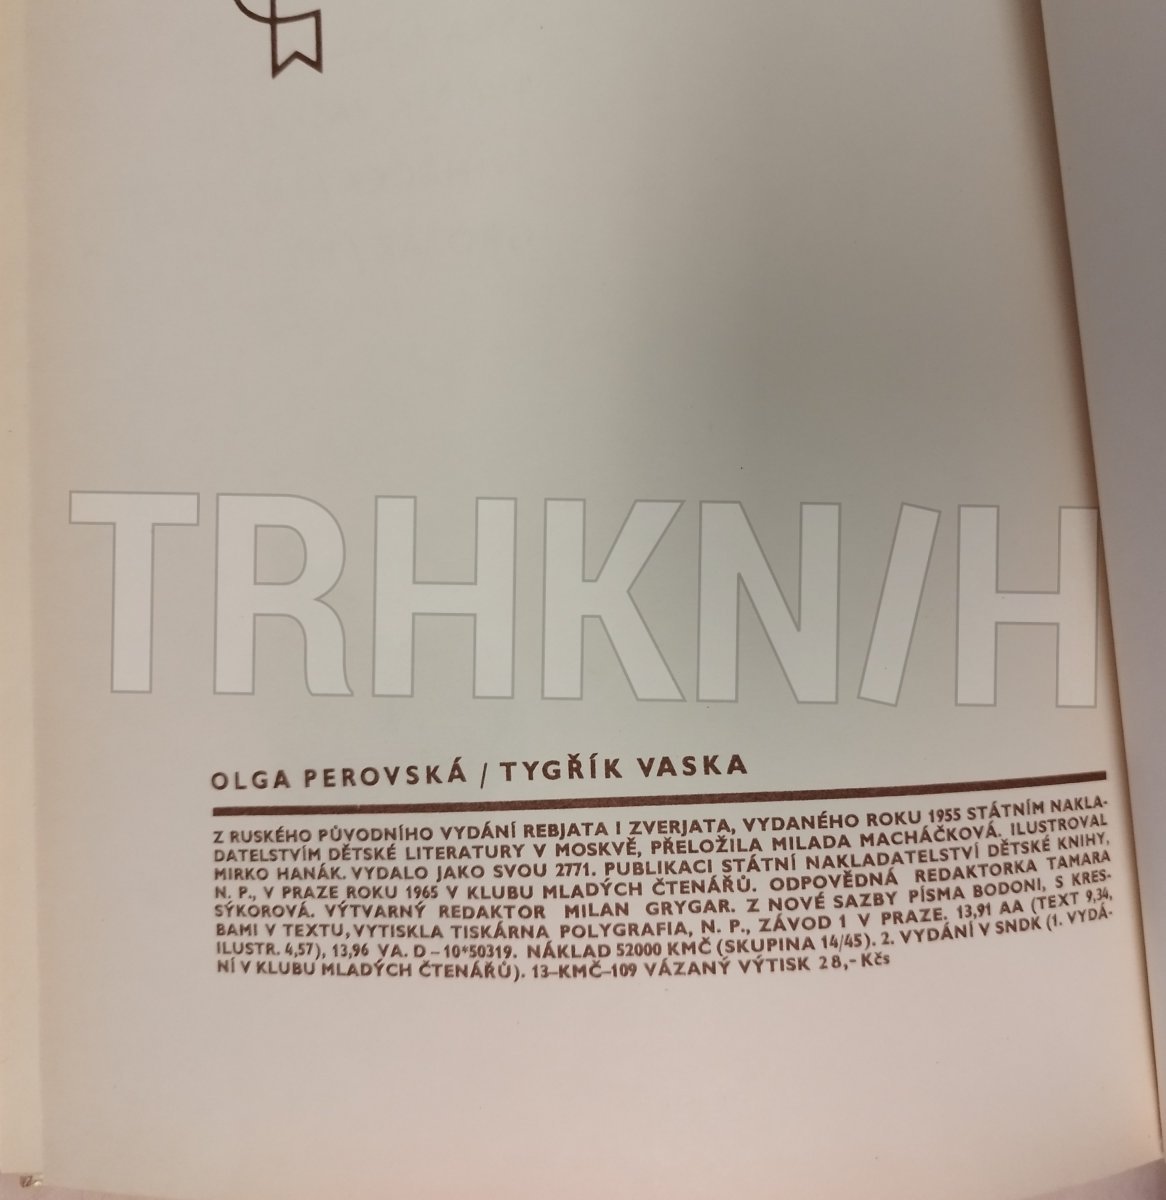 TRHKN/H
OLGA PEROVSKÁ / TYGŘÍK VASKA
Z RUSKÉHO PŮVODNÍHO VYDÁNÍ REBJATA I ZVERJATA, VYDANÉHO ROKU 1955 STÁTNÍM NAKLA-
DATELSTVÍM DĚTSKÉ LITERATURY V MOSKVĚ, PŘELOŽILA MILADA MACHÁČKOVÁ. ILUSTROVAL
MIRKO HANÁK. VYDALO JAKO SVOU 2771. PUBLIKACI STÁTNÍ NAKLADATELSTVÍ DĚTSKÉ KNIHY,
N. P., V PRAZE ROKU 1965 V KLUBU MLADÝCH ČTENÁŘŮ. ODPOVĚDNÁ REDAKTORKA TAMARA
SÝKOROVÁ. VÝTVARNÝ REDAKTOR MILAN GRYGAR. Z NOVÉ SAZBY PÍSMA BODONI, S KRES-
BAMI V TEXTU, VYTISKLA TISKÁRNA POLYGRAFIA, N. P., ZÁVOD 1 V PRAZE. 13,91 AA (TEXT 9,34,
ILUSTR. 4,57), 13,96 VA. D–10*50319. NÁKLAD 52000 KMČ (SKUPINA 14/45). 2. VYDÁNÍ V SNDK (1. VYDÁ-
NÍ V KLUBU MLADÝCH ČTENÁŘŮ). 13–KMČ–109 VÁZANÝ VÝTISK 28,- Kčs